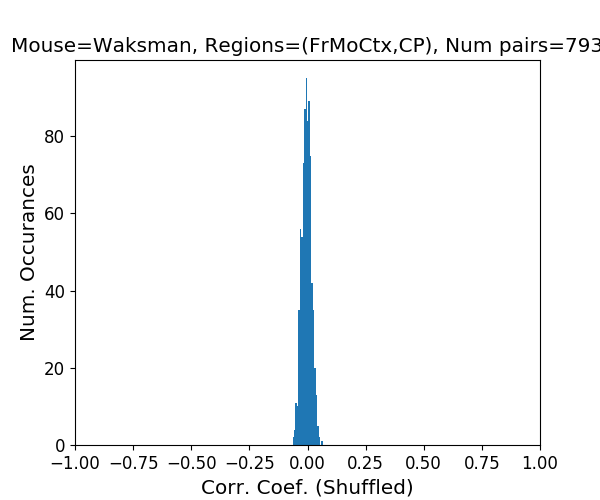 Mouse=Waksman, Regions=(FrMoCtx,CP), Num pairs=793
80
60
40
20
0
Num. Occurances
−1.00 −0.75 −0.50 −0.25 0.00 0.25 0.50 0.75 1.00
Corr. Coef. (Shuffled)